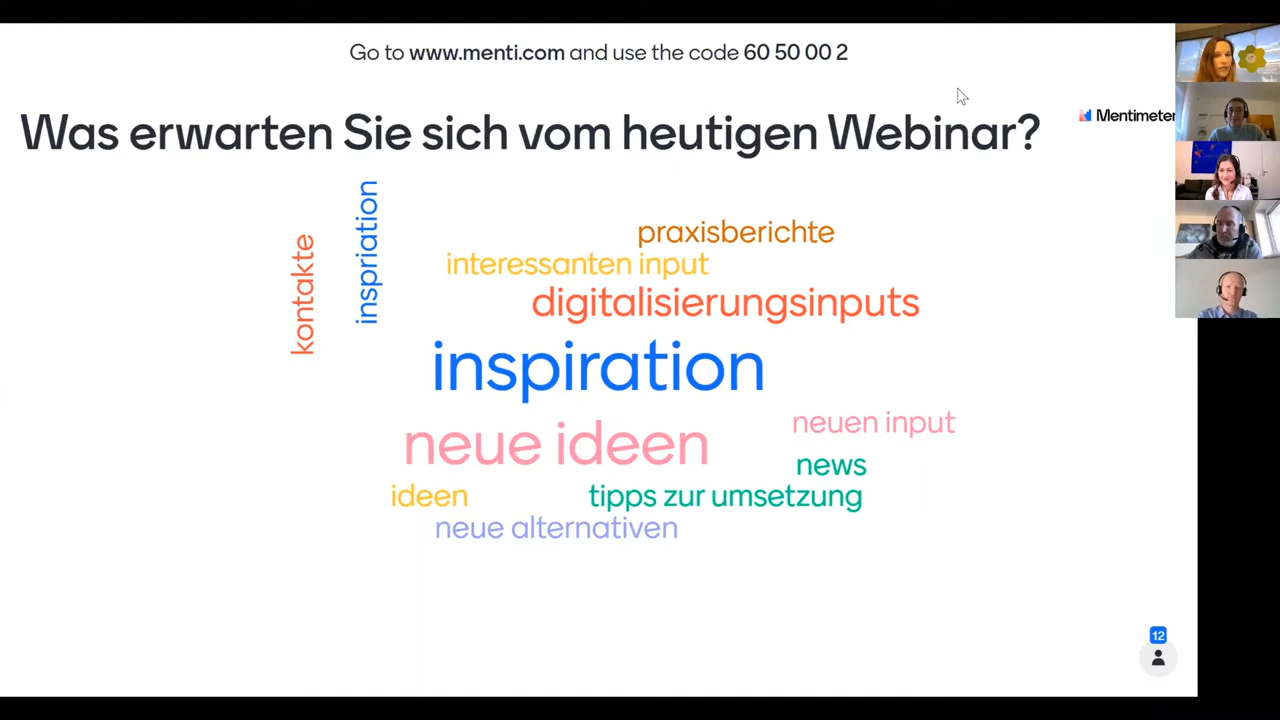 Go to www.menti.com and use the code 60 50 00 2
Mentimeter
Was erwarten Sie sich vom heutigen Webinar?
kontakte
inspriation
praxisberichte
interessanten input
digitalisierungsinputs
inspiration
neuen input
neue ideen
news
ideen
tipps zur umsetzung
neue alternativen
12